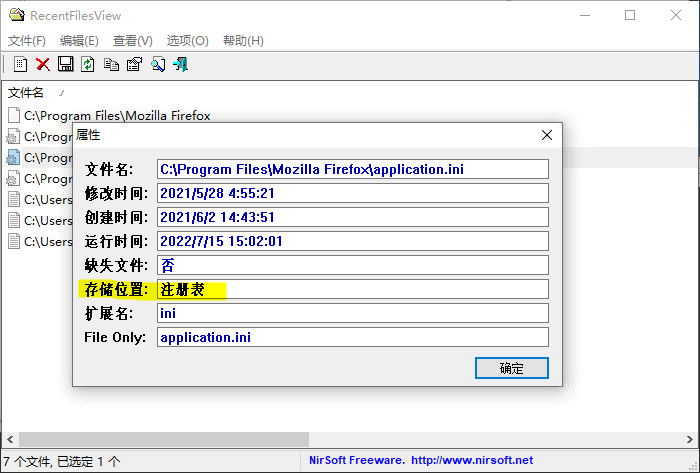 RecentFilesView
文件(F) 编辑(E) 查看(V) 选项(O) 帮助(H)
文件名
C:\Program Files\Mozilla Firefox
C:\Progr
C:\Progr
C:\Progr
C:\Users
C:\Users
C:\Users
属性
文件名: C:\Program Files\Mozilla Firefox\application.ini
修改时间: 2021/5/28 4:55:21
创建时间: 2021/6/2 14:43:51
运行时间: 2022/7/15 15:02:01
缺失文件: 否
存储位置: 注册表
扩展名: ini
File Only: application.ini
确定
7 个文件, 已选定 1 个 NirSoft Freeware. http://www.nirsoft.net